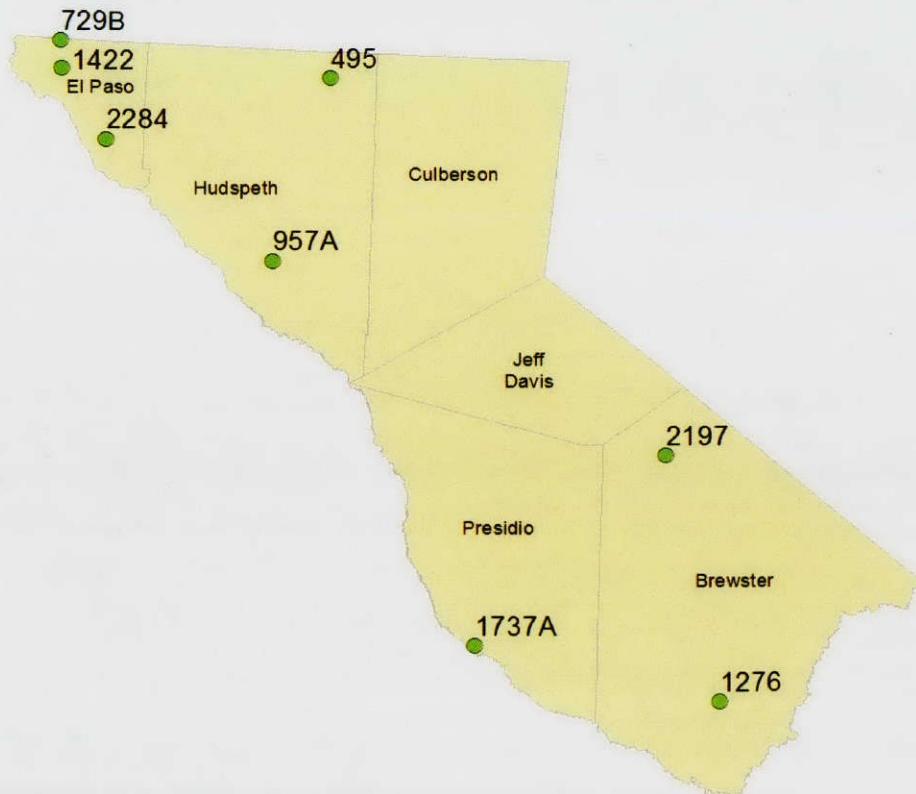 729B
1422
El Paso
495
2284
Culberson
Hudspeth
957A
Jeff
Davis
2197
Presidio
Brewster
1737A
1276